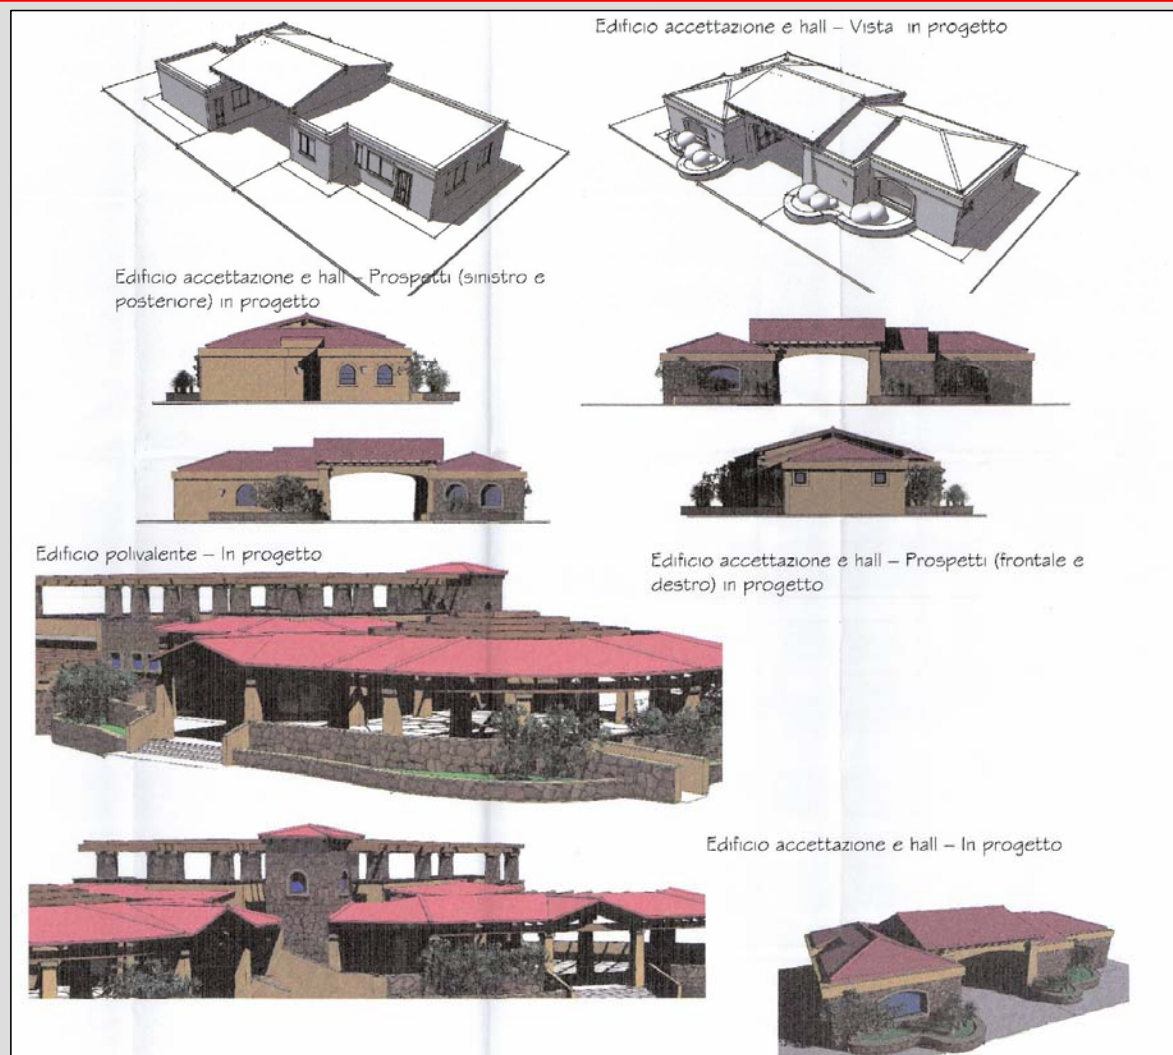 Edificio accettazione e hall – Vista in progetto
Edificio accettazione e hall – Prospetti (sinistro e
posteriore) in progetto
Edificio polivalente – In progetto
Edificio accettazione e hall – Prospetti (frontale e
destro) in progetto
Edificio accettazione e hall – In progetto